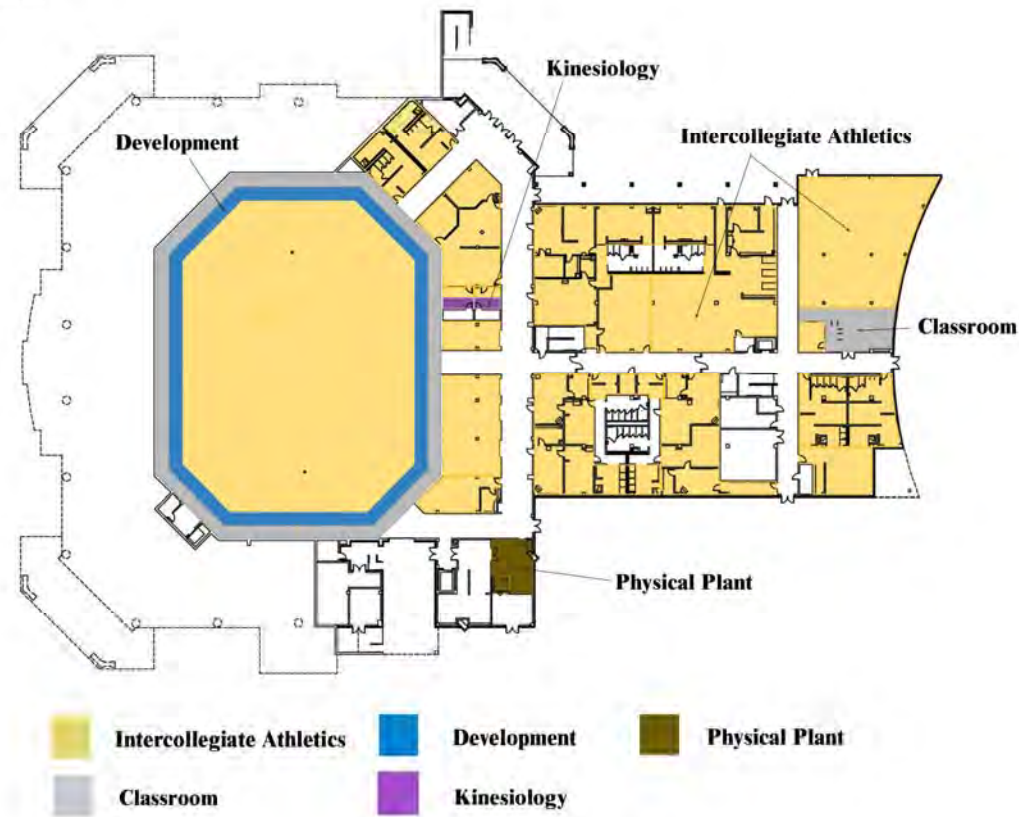 Kinesiology
Development
Intercollegiate Athletics
Classroom
Physical Plant
Intercollegiate Athletics
Development
Physical Plant
Classroom
Kinesiology